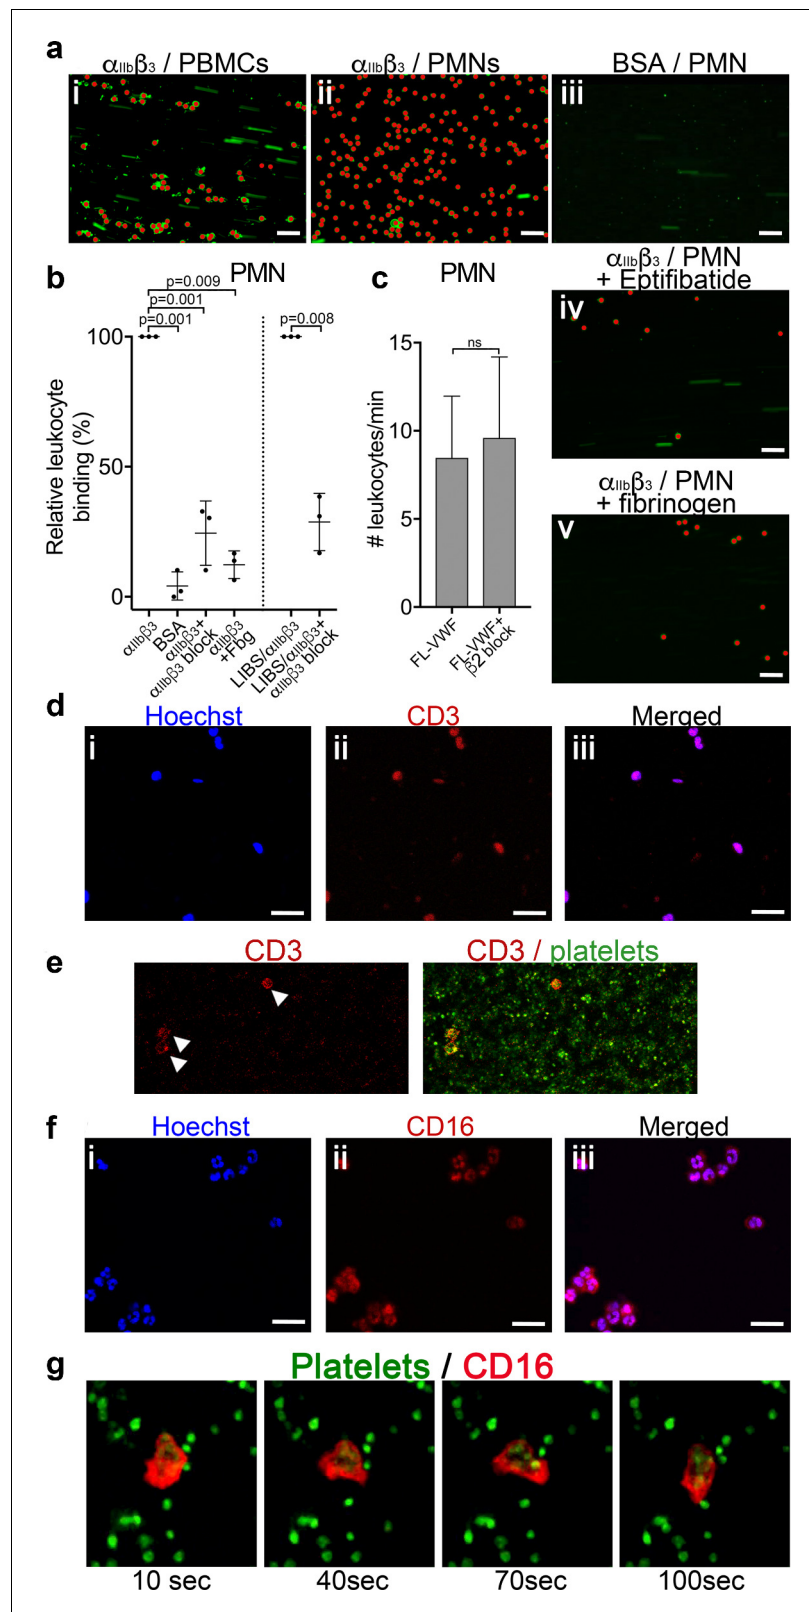 a
αIIbβ3 / PBMCs
αIIbβ3 / PMNs
BSA / PMN
i
ii
iii
b
PMN
p=0.009
p=0.001
p=0.001
p=0.008
Relative leukocyte
binding (%)
100
50
0
αIIbβ3
BSA
αIIbβ3+
αIIbβ3 block
αIIbβ3
+Fbg
LIBS/αIIbβ3
LIBS/αIIbβ3+
αIIbβ3 block
c
PMN
ns
# leukocytes/min
15
10
5
0
FL-VWF
FL-VWF+
β2 block
αIIbβ3 / PMN
+ Eptifibatide
iv
αIIbβ3 / PMN
+ fibrinogen
v
d
Hoechst
CD3
Merged
i
ii
iii
e
CD3
CD3 / platelets
f
Hoechst
CD16
Merged
i
ii
iii
g
Platelets / CD16
10 sec
40sec
70sec
100sec